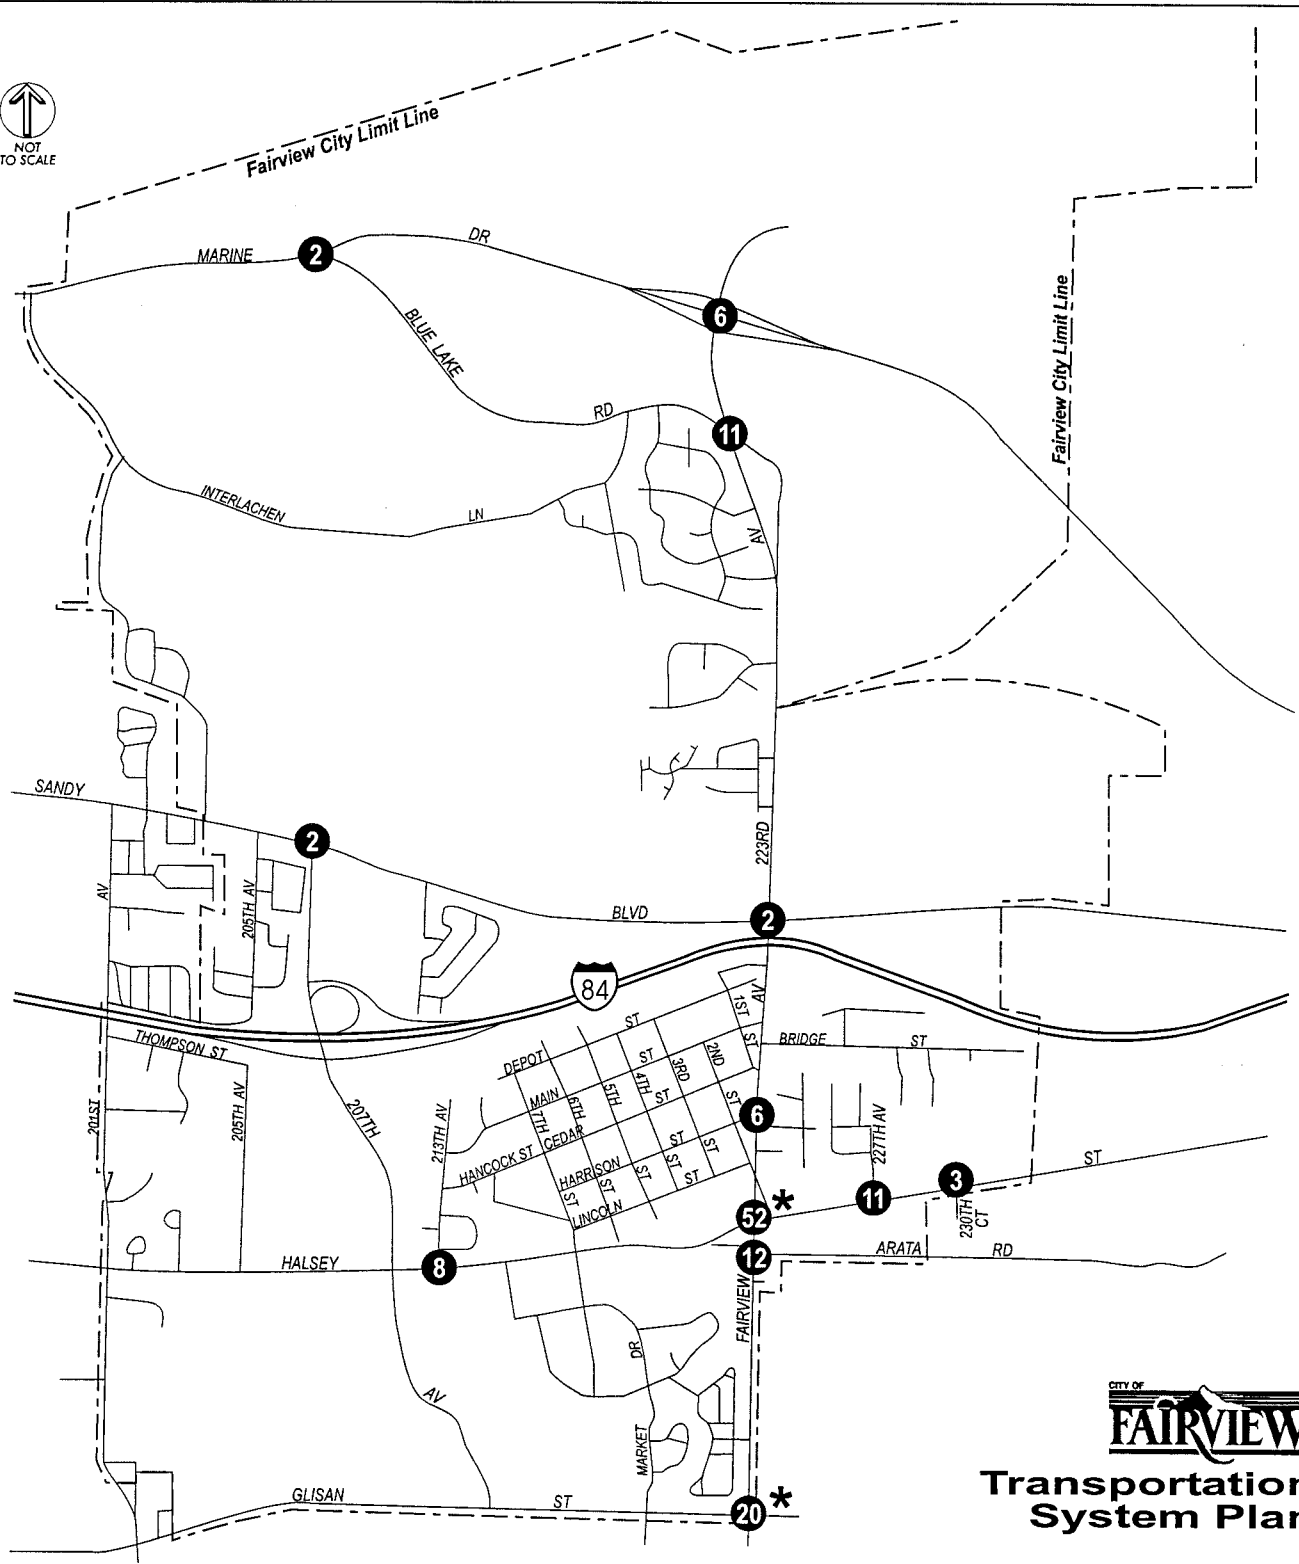 NOT
TO SCALE
Fairview City Limit Line
MARINE
DR
2
6
BLUE LAKE
RD
11
Fairview City Limit Line
INTERLACHEN
LN
AV
SANDY
2
223RD
AV
205TH AV
BLVD
2
84
THOMPSON ST
DEPOT
ST
1ST
ST
AV
BRIDGE
ST
201ST
205TH AV
207TH
213TH AV
MAIN
ST
2ND
ST
3RD
ST
4TH
ST
5TH
ST
6TH
ST
7TH
ST
HANCOCK ST
CEDAR
ST
HARRISON
ST
LINCOLN
6
227TH AV
3
ST
11
52 *
230TH
CT
HALSEY
8
12
ARATA
RD
FAIRVIEW
DR
AV
MARKET
GLISAN
ST
20 *
CITY OF
FAIRVIEW
Transportation
System Plan